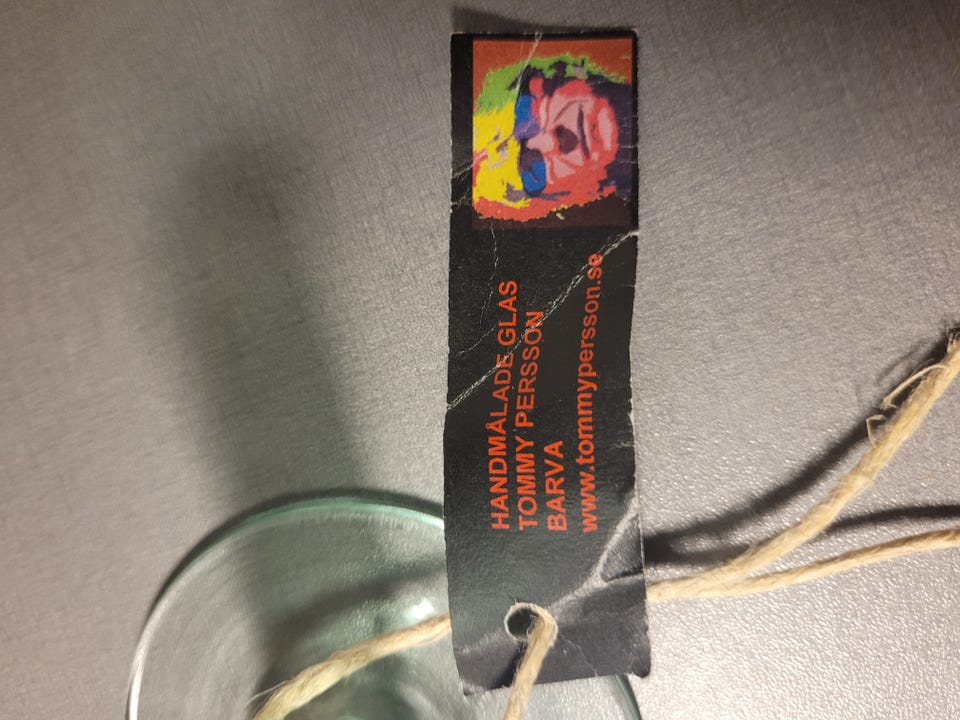 HANDMÅLADE GLAS
TOMMY PERSSON
BARVA
www.tommypersson.se